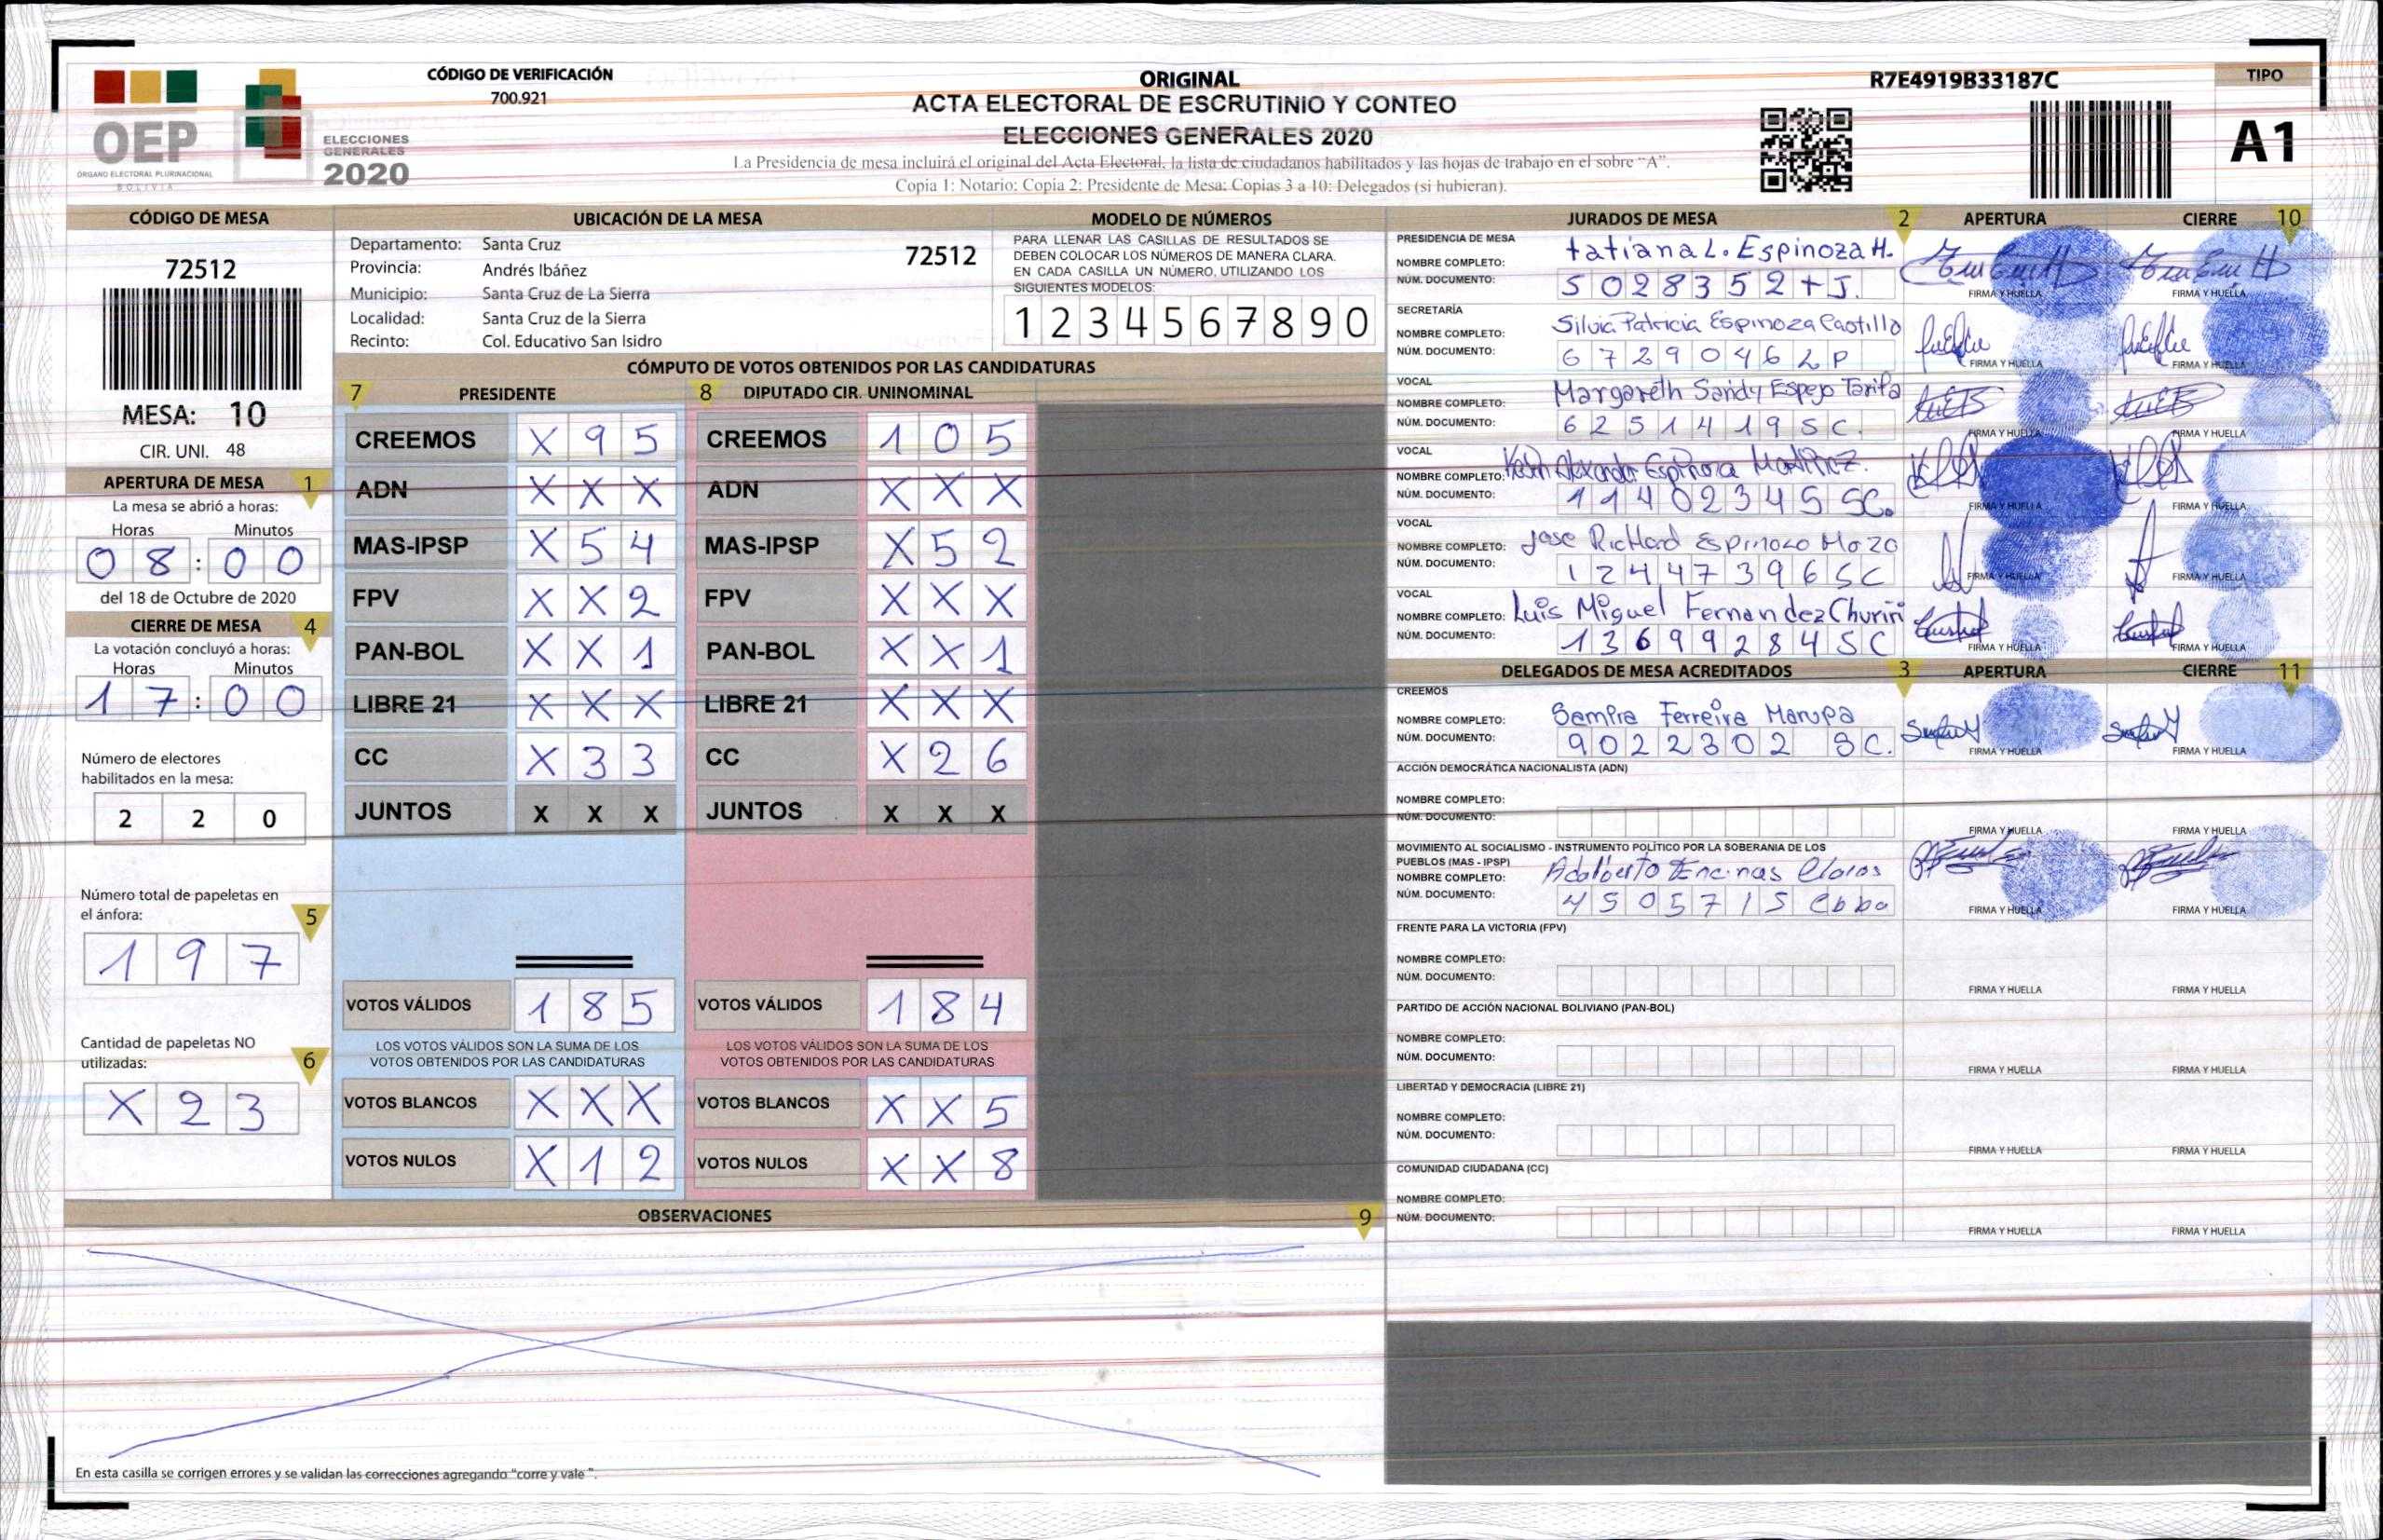 OEP
ÓRGANO ELECTORAL PLURINACIONAL
BOLIVIA
ELECCIONES
GENERALES
2020
CÓDIGO DE VERIFICACIÓN
700.921
ORIGINAL
ACTA ELECTORAL DE ESCRUTINIO Y CONTEO
ELECCIONES GENERALES 2020
La Presidencia de mesa incluirá el original del Acta Electoral, la lista de ciudadanos habilitados y las hojas de trabajo en el sobre "A".
Copia 1: Notario; Copia 2: Presidente de Mesa; Copias 3 a 10: Delegados (si hubieran).
R7E4919B33187C
TIPO
A1
CÓDIGO DE MESA
72512
MESA: 10
CIR. UNI. 48
APERTURA DE MESA 1
La mesa se abrió a horas:
Horas Minutos
08:00
del 18 de Octubre de 2020
CIERRE DE MESA 4
La votación concluyó a horas:
Horas Minutos
17:00
Número de electores
habilitados en la mesa:
2 2 0
Número total de papeletas en
el ánfora: 5
1 9 7
Cantidad de papeletas NO
utilizadas: 6
X 2 3
UBICACIÓN DE LA MESA
Departamento: Santa Cruz 72512
Provincia: Andrés Ibáñez
Municipio: Santa Cruz de La Sierra
Localidad: Santa Cruz de la Sierra
Recinto: Col. Educativo San Isidro
MODELO DE NÚMEROS
PARA LLENAR LAS CASILLAS DE RESULTADOS SE
DEBEN COLOCAR LOS NÚMEROS DE MANERA CLARA.
EN CADA CASILLA UN NÚMERO, UTILIZANDO LOS
SIGUIENTES MODELOS:
1 2 3 4 5 6 7 8 9 0
CÓMPUTO DE VOTOS OBTENIDOS POR LAS CANDIDATURAS
7 PRESIDENTE 8 DIPUTADO CIR. UNINOMINAL
CREEMOS X 9 5 CREEMOS 1 0 5
ADN X X X ADN X X X
MAS-IPSP X 5 4 MAS-IPSP X 5 2
FPV X X 2 FPV X X X
PAN-BOL X X 1 PAN-BOL X X 1
LIBRE 21 X X X LIBRE 21 X X X
CC X 3 3 CC X 2 6
JUNTOS X X X JUNTOS X X X
VOTOS VÁLIDOS 1 8 5 VOTOS VÁLIDOS 1 8 4
LOS VOTOS VÁLIDOS SON LA SUMA DE LOS LOS VOTOS VÁLIDOS SON LA SUMA DE LOS
VOTOS OBTENIDOS POR LAS CANDIDATURAS VOTOS OBTENIDOS POR LAS CANDIDATURAS
VOTOS BLANCOS X X X VOTOS BLANCOS X X 5
VOTOS NULOS X 1 2 VOTOS NULOS X X 8
OBSERVACIONES 9
En esta casilla se corrigen errores y se validan las correcciones agregando "corre y vale".
JURADOS DE MESA 2 APERTURA CIERRE 10
PRESIDENCIA DE MESA
NOMBRE COMPLETO: tatiana L. Espinoza H.
NÚM. DOCUMENTO: 5028352 TJ.
FIRMA Y HUELLA FIRMA Y HUELLA
SECRETARÍA
NOMBRE COMPLETO: Silvia Patricia Espinoza Castillo
NÚM. DOCUMENTO: 6729046 LP
FIRMA Y HUELLA FIRMA Y HUELLA
VOCAL
NOMBRE COMPLETO: Margareth Sandy Espejo Tarifa
NÚM. DOCUMENTO: 6251419 SC.
FIRMA Y HUELLA FIRMA Y HUELLA
VOCAL
NOMBRE COMPLETO: Alexander Espinoza
NÚM. DOCUMENTO: 11402345 SC.
FIRMA Y HUELLA FIRMA Y HUELLA
VOCAL
NOMBRE COMPLETO: Jose Richard Espinozo Mozo
NÚM. DOCUMENTO: 12447396 SC
FIRMA Y HUELLA FIRMA Y HUELLA
VOCAL
NOMBRE COMPLETO: Luis Miguel Fernandez Churiri
NÚM. DOCUMENTO: 13699284 SC
FIRMA Y HUELLA FIRMA Y HUELLA
DELEGADOS DE MESA ACREDITADOS 3 APERTURA CIERRE 11
CREEMOS
NOMBRE COMPLETO: Ferreira Marupa
NÚM. DOCUMENTO: 9022302 SC.
FIRMA Y HUELLA FIRMA Y HUELLA
ACCIÓN DEMOCRÁTICA NACIONALISTA (ADN)
NOMBRE COMPLETO:
NÚM. DOCUMENTO:
FIRMA Y HUELLA FIRMA Y HUELLA
MOVIMIENTO AL SOCIALISMO - INSTRUMENTO POLÍTICO POR LA SOBERANIA DE LOS
PUEBLOS (MAS - IPSP)
NOMBRE COMPLETO: Adalberto Encinas Claros
NÚM. DOCUMENTO: 4505715 Cbba
FIRMA Y HUELLA FIRMA Y HUELLA
FRENTE PARA LA VICTORIA (FPV)
NOMBRE COMPLETO:
NÚM. DOCUMENTO:
FIRMA Y HUELLA FIRMA Y HUELLA
PARTIDO DE ACCIÓN NACIONAL BOLIVIANO (PAN-BOL)
NOMBRE COMPLETO:
NÚM. DOCUMENTO:
FIRMA Y HUELLA FIRMA Y HUELLA
LIBERTAD Y DEMOCRACIA (LIBRE 21)
NOMBRE COMPLETO:
NÚM. DOCUMENTO:
FIRMA Y HUELLA FIRMA Y HUELLA
COMUNIDAD CIUDADANA (CC)
NOMBRE COMPLETO:
NÚM. DOCUMENTO:
FIRMA Y HUELLA FIRMA Y HUELLA